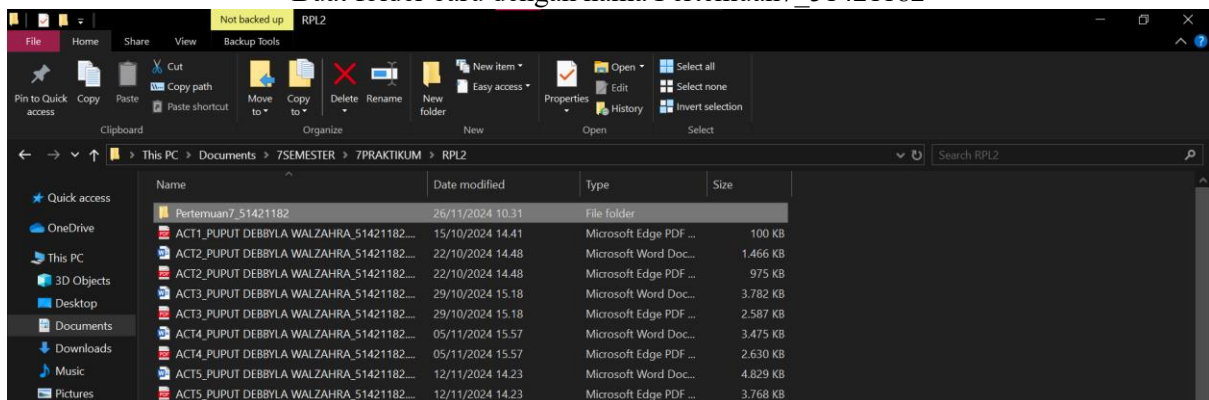 Buat folder baru dengan nama Pertemuan7_51421182
Not backed up RPL2
File Home Share View Backup Tools
Pin to Quick access
Copy
Paste
Cut
Copy path
Paste shortcut
Move to
Copy to
Delete
Rename
New folder
New item
Easy access
Properties
Open
Edit
History
Select all
Select none
Invert selection
Clipboard Organize New Open Select
This PC > Documents > 7SEMESTER > 7PRAKTIKUM > RPL2
Search RPL2
Quick access
OneDrive
This PC
3D Objects
Desktop
Documents
Downloads
Music
Pictures
Name Date modified Type Size
Pertemuan7_51421182 26/11/2024 10.31 File folder
ACT1_PUPUT DEBBYLA WALZAHRA_51421182.... 15/10/2024 14.41 Microsoft Edge PDF ... 100 KB
ACT2_PUPUT DEBBYLA WALZAHRA_51421182.... 22/10/2024 14.48 Microsoft Word Doc... 1.466 KB
ACT2_PUPUT DEBBYLA WALZAHRA_51421182.... 22/10/2024 14.48 Microsoft Edge PDF ... 975 KB
ACT3_PUPUT DEBBYLA WALZAHRA_51421182.... 29/10/2024 15.18 Microsoft Word Doc... 3.782 KB
ACT3_PUPUT DEBBYLA WALZAHRA_51421182.... 29/10/2024 15.18 Microsoft Edge PDF ... 2.587 KB
ACT4_PUPUT DEBBYLA WALZAHRA_51421182.... 05/11/2024 15.57 Microsoft Word Doc... 3.475 KB
ACT4_PUPUT DEBBYLA WALZAHRA_51421182.... 05/11/2024 15.57 Microsoft Edge PDF ... 2.630 KB
ACT5_PUPUT DEBBYLA WALZAHRA_51421182.... 12/11/2024 14.23 Microsoft Word Doc... 4.829 KB
ACT5_PUPUT DEBBYLA WALZAHRA_51421182.... 12/11/2024 14.23 Microsoft Edge PDF ... 3.768 KB